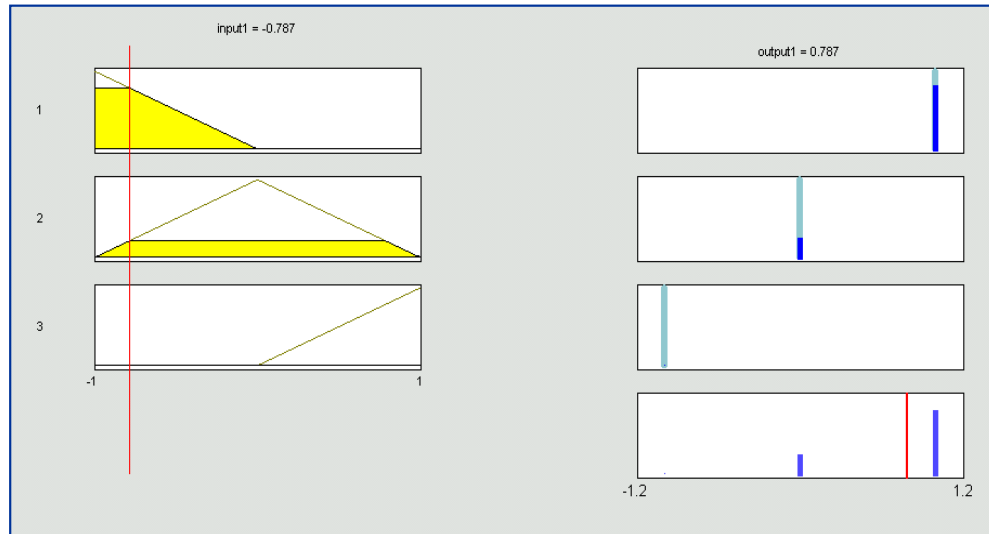 input1 = -0.787
output1 = 0.787
1
2
3
-1 1
-1.2 1.2